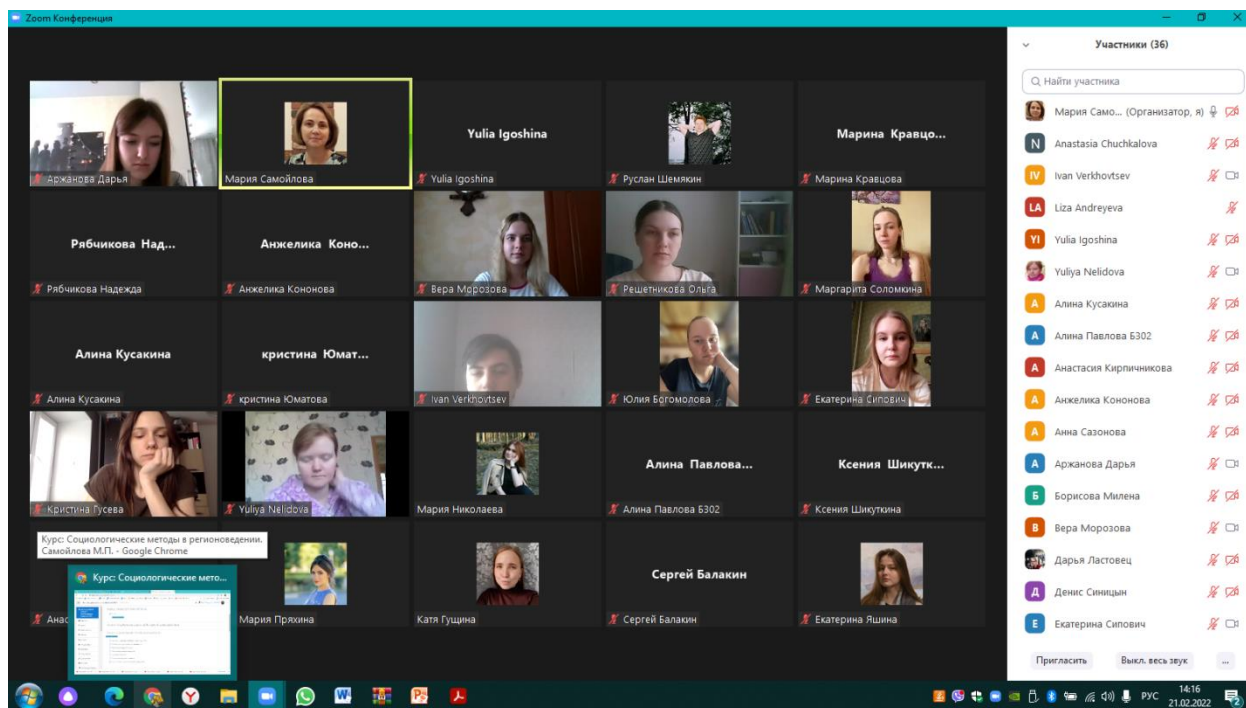 Zoom Конференция
Аржанова Дарья
Мария Самойлова
Yulia Igoshina
Yulia Igoshina
Руслан Шемякин
Марина Кравцо...
Марина Кравцова
Рябчикова Над...
Рябчикова Надежда
Анжелика Коно...
Анжелика Кононова
Вера Морозова
Решетникова Ольга
Маргарита Соломкина
Алина Кусакина
Алина Кусакина
кристина Юмат...
кристина Юматова
Ivan Verkhovtsev
Юлия Богомолова
Екатерина Сипович
Кристина Гусева
Yuliya Nelidova
Мария Николаева
Алина Павлова...
Алина Павлова Б302
Ксения Шикутк...
Ксения Шикуткина
Курс: Социологические методы в регионоведении.
Самойлова М.П. - Google Chrome
Курс: Социологические мето...
Анас
Мария Пряхина
Катя Гущина
Сергей Балакин
Сергей Балакин
Екатерина Яшина
Участники (36)
Найти участника
Мария Само... (Организатор, я)
N Anastasia Chuchkalova
IV Ivan Verkhovtsev
LA Liza Andreyeva
YI Yulia Igoshina
Yuliya Nelidova
А Алина Кусакина
А Алина Павлова Б302
А Анастасия Кирпичникова
А Анжелика Кононова
А Анна Сазонова
А Аржанова Дарья
Б Борисова Милена
В Вера Морозова
Дарья Ластовец
Д Денис Синицын
Е Екатерина Сипович
Пригласить Выкл. весь звук ...
РУС 14:16
21.02.2022